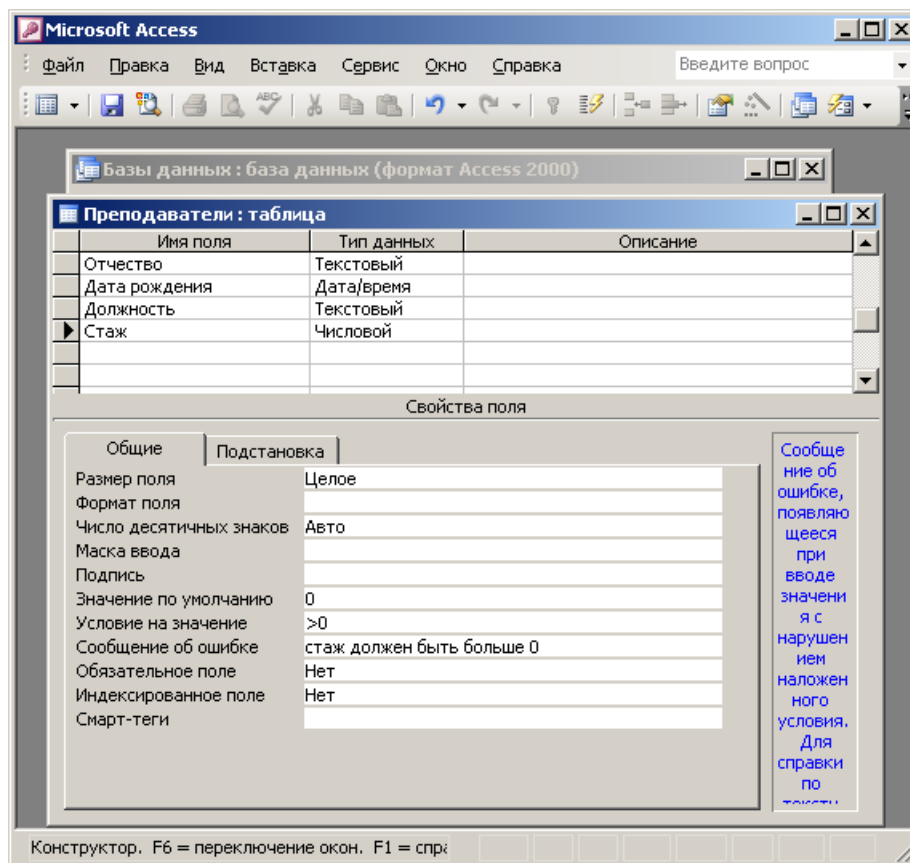 Microsoft Access
Файл Правка Вид Вставка Сервис Окно Справка Введите вопрос
Базы данных : база данных (формат Access 2000)
Преподаватели : таблица
Имя поля Тип данных Описание
Отчество Текстовый
Дата рождения Дата/время
Должность Текстовый
Стаж Числовой
Свойства поля
Общие Подстановка
Размер поля Целое
Формат поля
Число десятичных знаков Авто
Маска ввода
Подпись
Значение по умолчанию 0
Условие на значение >0
Сообщение об ошибке стаж должен быть больше 0
Обязательное поле Нет
Индексированное поле Нет
Смарт-теги
Сообще
ние об
ошибке,
появляю
щееся
при
вводе
значени
я с
нарушен
ием
наложен
ного
условия.
Для
справки
по
Конструктор. F6 = переключение окон. F1 =